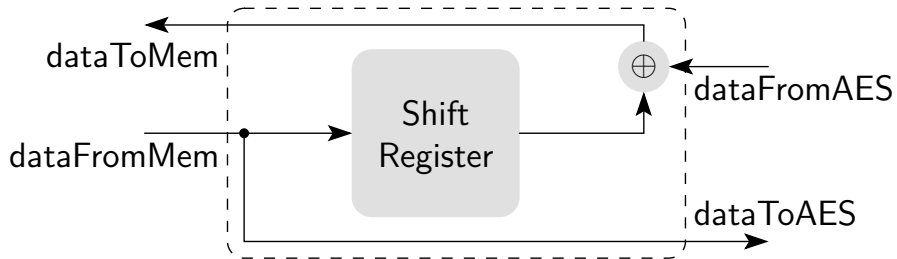 dataToMem
dataFromAES
Shift
Register
dataFromMem
dataToAES